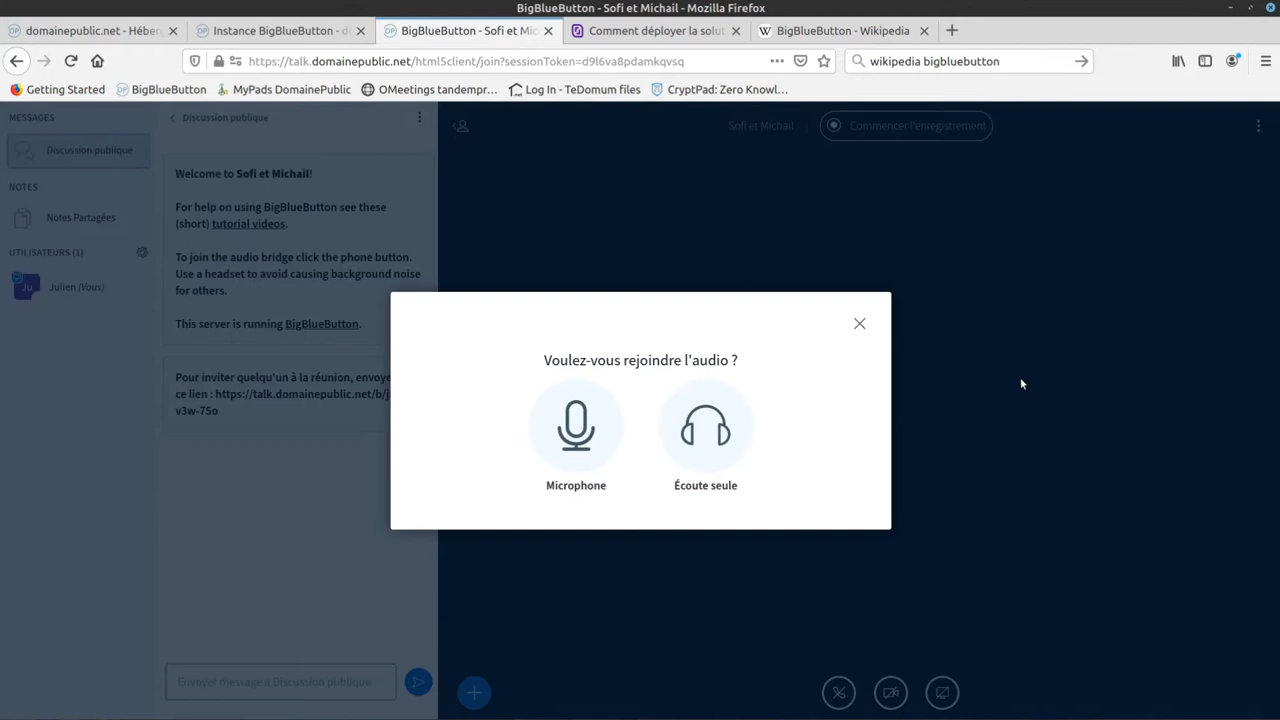 BigBlueButton - Sofi et Michail - Mozilla Firefox
domainepublic.net - Héber
Instance BigBlueButton - d
BigBlueButton - Sofi et Mic
Comment déployer la solut
BigBlueButton - Wikipedia
https://talk.domainepublic.net/html5client/join?sessionToken=d9l6va8pdamkqvsq
wikipedia bigbluebutton
Getting Started
BigBlueButton
MyPads DomainePublic
OMeetings tandempr...
Log In - TeDomum files
CryptPad: Zero Knowl...
MESSAGES
Discussion publique
NOTES
Notes Partagées
UTILISATEURS (1)
Ju
Julien (Vous)
Discussion publique
Welcome to Sofi et Michail!
For help on using BigBlueButton see these
(short) tutorial videos.
To join the audio bridge click the phone button.
Use a headset to avoid causing background noise
for others.
This server is running BigBlueButton.
Pour inviter quelqu'un à la réunion, envoye
ce lien : https://talk.domainepublic.net/b/j
v3w-75o
Envoyer message à Discussion publique
Sofi et Michail
Commencer l'enregistrement
Voulez-vous rejoindre l'audio ?
Microphone
Écoute seule